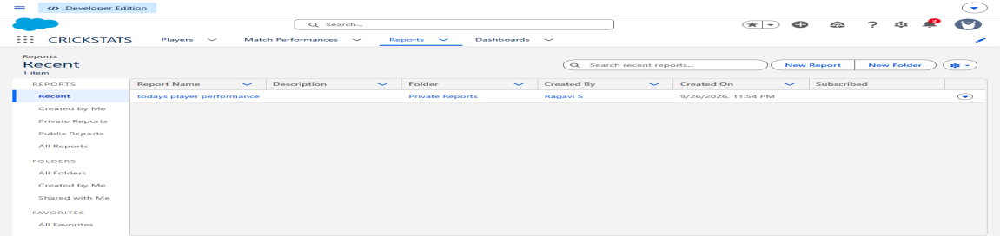 </> Developer Edition
Search...
2
CRICKSTATS Players Match Performances Reports Dashboards
Reports
Recent
1 item
Search recent reports...
New Report New Folder
REPORTS
Recent
Created by Me
Private Reports
Public Reports
All Reports
FOLDERS
All Folders
Created by Me
Shared with Me
FAVORITES
All Favorites
Report Name Description Folder Created By Created On Subscribed
todays player performance Private Reports Ragavi S 9/26/2026, 11:54 PM